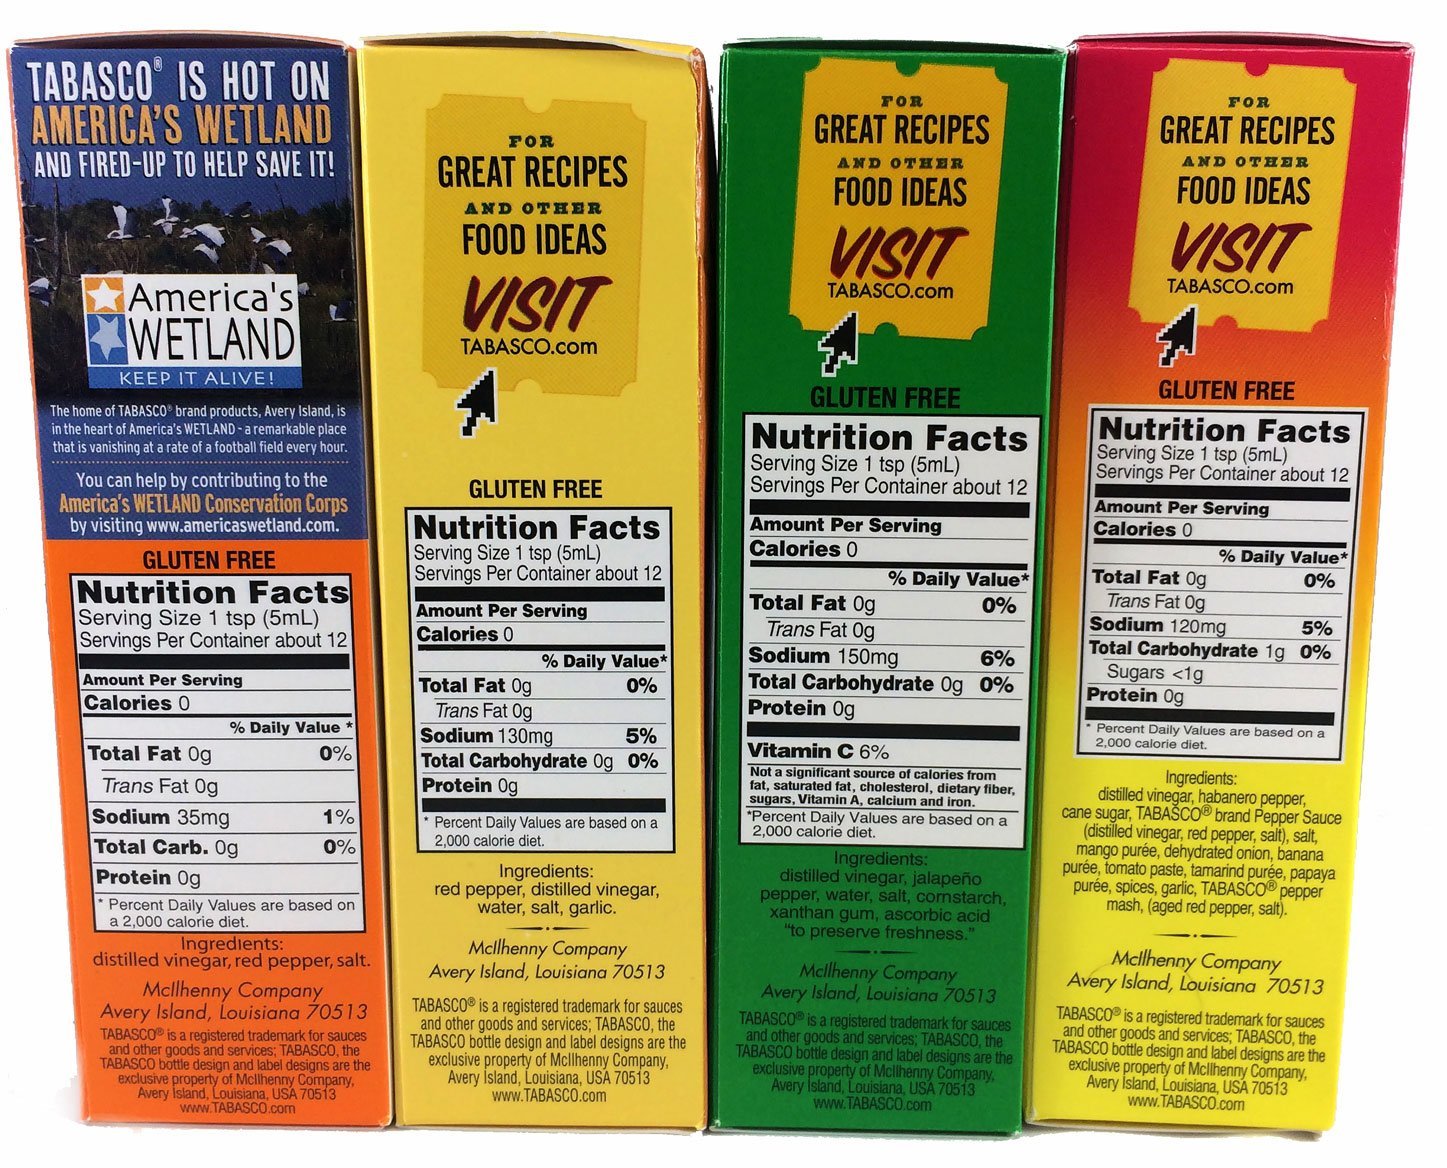 TABASCO® IS HOT ON
AMERICA'S WETLAND
AND FIRED-UP TO HELP SAVE IT!
America's
WETLAND
KEEP IT ALIVE!
The home of TABASCO® brand products, Avery Island, is
in the heart of America's WETLAND - a remarkable place
that is vanishing at a rate of a football field every hour.
You can help by contributing to the
America's WETLAND Conservation Corps
by visiting www.americaswetland.com.
GLUTEN FREE
Nutrition Facts
Serving Size 1 tsp (5mL)
Servings Per Container about 12
Amount Per Serving
Calories 0
% Daily Value *
Total Fat 0g 0%
Trans Fat 0g
Sodium 35mg 1%
Total Carb. 0g 0%
Protein 0g
* Percent Daily Values are based on
a 2,000 calorie diet.
Ingredients:
distilled vinegar, red pepper, salt.
McIlhenny Company
Avery Island, Louisiana 70513
TABASCO® is a registered trademark for sauces
and other goods and services; TABASCO, the
TABASCO bottle design and label designs are the
exclusive property of McIlhenny Company,
Avery Island, Louisiana, USA 70513
www.TABASCO.com
FOR
GREAT RECIPES
AND OTHER
FOOD IDEAS
VISIT
TABASCO.com
GLUTEN FREE
Nutrition Facts
Serving Size 1 tsp (5mL)
Servings Per Container about 12
Amount Per Serving
Calories 0
% Daily Value*
Total Fat 0g 0%
Trans Fat 0g
Sodium 130mg 5%
Total Carbohydrate 0g 0%
Protein 0g
* Percent Daily Values are based on a
2,000 calorie diet.
Ingredients:
red pepper, distilled vinegar,
water, salt, garlic.
McIlhenny Company
Avery Island, Louisiana 70513
TABASCO® is a registered trademark for sauces
and other goods and services; TABASCO, the
TABASCO bottle design and label designs are the
exclusive property of McIlhenny Company,
Avery Island, Louisiana, USA 70513
www.TABASCO.com
FOR
GREAT RECIPES
AND OTHER
FOOD IDEAS
VISIT
TABASCO.com
GLUTEN FREE
Nutrition Facts
Serving Size 1 tsp (5mL)
Servings Per Container about 12
Amount Per Serving
Calories 0
% Daily Value*
Total Fat 0g 0%
Trans Fat 0g
Sodium 150mg 6%
Total Carbohydrate 0g 0%
Protein 0g
Vitamin C 6%
Not a significant source of calories from
fat, saturated fat, cholesterol, dietary fiber,
sugars, Vitamin A, calcium and iron.
*Percent Daily Values are based on a
2,000 calorie diet.
Ingredients:
distilled vinegar, jalapeño
pepper, water, salt, cornstarch,
xanthan gum, ascorbic acid
"to preserve freshness."
McIlhenny Company
Avery Island, Louisiana 70513
TABASCO® is a registered trademark for sauces
and other goods and services; TABASCO, the
TABASCO bottle design and label designs are the
exclusive property of McIlhenny Company,
Avery Island, Louisiana, USA 70513
www.TABASCO.com
FOR
GREAT RECIPES
AND OTHER
FOOD IDEAS
VISIT
TABASCO.com
GLUTEN FREE
Nutrition Facts
Serving Size 1 tsp (5mL)
Servings Per Container about 12
Amount Per Serving
Calories 0
% Daily Value*
Total Fat 0g 0%
Trans Fat 0g
Sodium 120mg 5%
Total Carbohydrate 1g 0%
Sugars <1g
Protein 0g
* Percent Daily Values are based on a
2,000 calorie diet.
Ingredients:
distilled vinegar, habanero pepper,
cane sugar, TABASCO® brand Pepper Sauce
(distilled vinegar, red pepper, salt), salt,
mango purée, dehydrated onion, banana
purée, tomato paste, tamarind purée, papaya
purée, spices, garlic, TABASCO® pepper
mash, (aged red pepper, salt).
McIlhenny Company
Avery Island, Louisiana 70513
TABASCO® is a registered trademark for sauces
and other goods and services; TABASCO, the
TABASCO bottle design and label designs are the
exclusive property of McIlhenny Company,
Avery Island, Louisiana, USA 70513
www.TABASCO.com